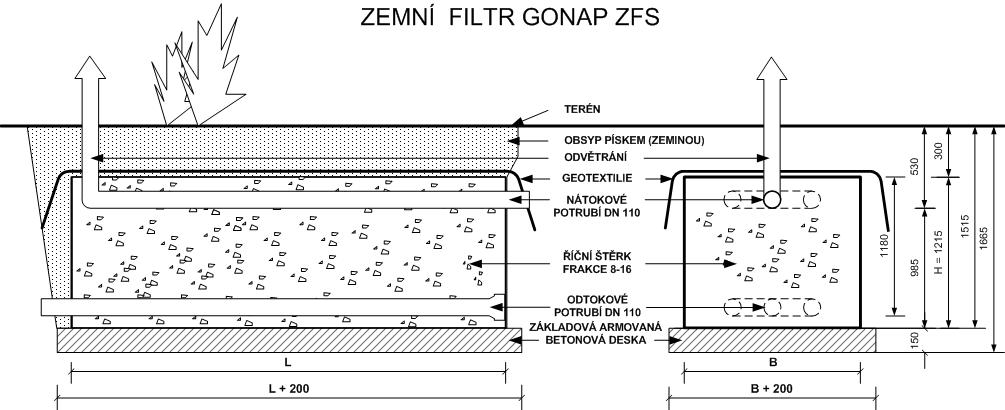 ZEMNÍ FILTR GONAP ZFS
TERÉN
OBSYP PÍSKEM (ZEMINOU)
ODVĚTRÁNÍ
GEOTEXTILIE
NÁTOKOVÉ
POTRUBÍ DN 110
ŘÍČNÍ ŠTĚRK
FRAKCE 8-16
ODTOKOVÉ
POTRUBÍ DN 110
ZÁKLADOVÁ ARMOVANÁ
BETONOVÁ DESKA
L
L + 200
B
B + 200
1180
530
985
150
300
H = 1215
1515
1665